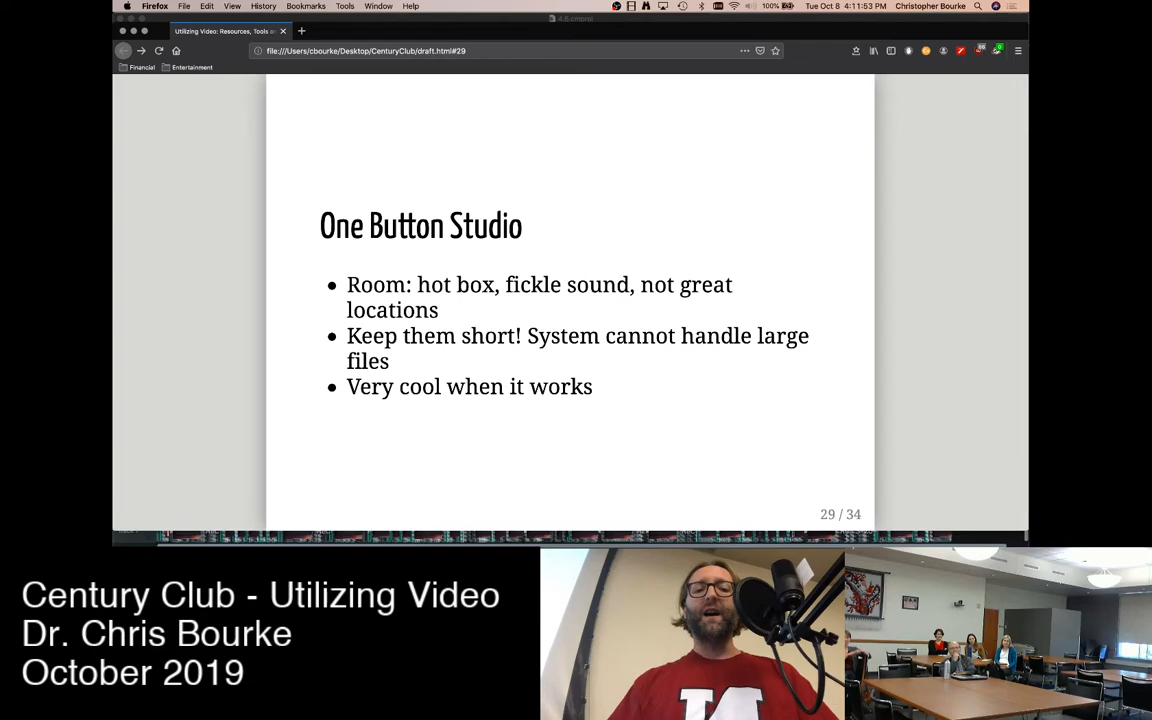 Firefox File Edit View History Bookmarks Tools Window Help 100% Tue Oct 8 4:11:53 PM Christopher Bourke
4.6.cmproj
Utilizing Video: Resources, Tools a
file:///Users/cbourke/Desktop/CenturyClub/draft.html#29
Financial Entertainment
One Button Studio
• Room: hot box, fickle sound, not great
locations
• Keep them short! System cannot handle large
files
• Very cool when it works
29 / 34
Century Club - Utilizing Video
Dr. Chris Bourke
October 2019